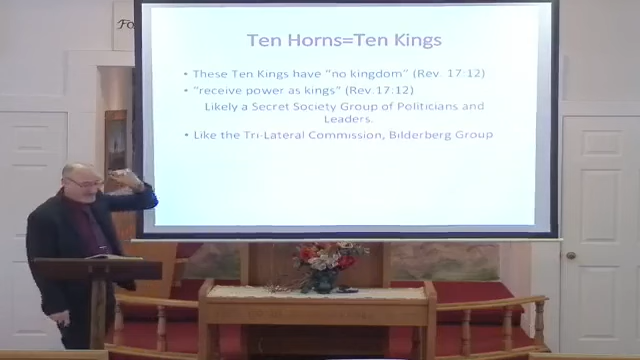 Fo
Ten Horns=Ten Kings
• These Ten Kings have “no kingdom” (Rev. 17:12)
• “receive power as kings” (Rev.17:12)
Likely a Secret Society Group of Politicians and
Leaders.
• Like the Tri-Lateral Commission, Bilderberg Group